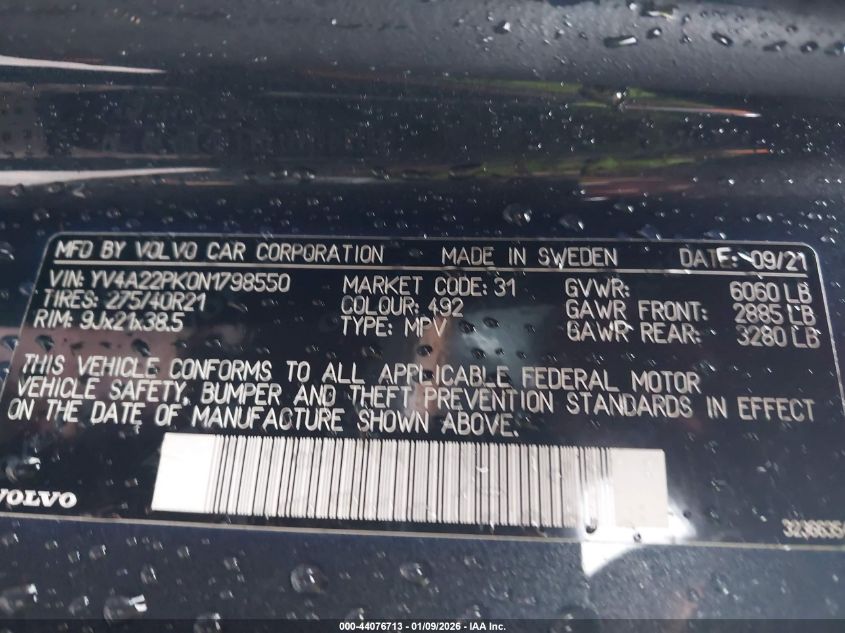 MFD BY VOLVO CAR CORPORATION MADE IN SWEDEN DATE: 09/21
VIN: YV4A22PK0N1798550 MARKET CODE: 31 GVWR: 6060 LB
TIRES: 275/40R21 COLOUR: 492 GAWR FRONT: 2885 LB
RIM: 9Jx21x38.5 TYPE: MPV GAWR REAR: 3280 LB
THIS VEHICLE CONFORMS TO ALL APPLICABLE FEDERAL MOTOR
VEHICLE SAFETY, BUMPER AND THEFT PREVENTION STANDARDS IN EFFECT
ON THE DATE OF MANUFACTURE SHOWN ABOVE.
VOLVO
000-44076713 - 01/09/2026 - IAA Inc.